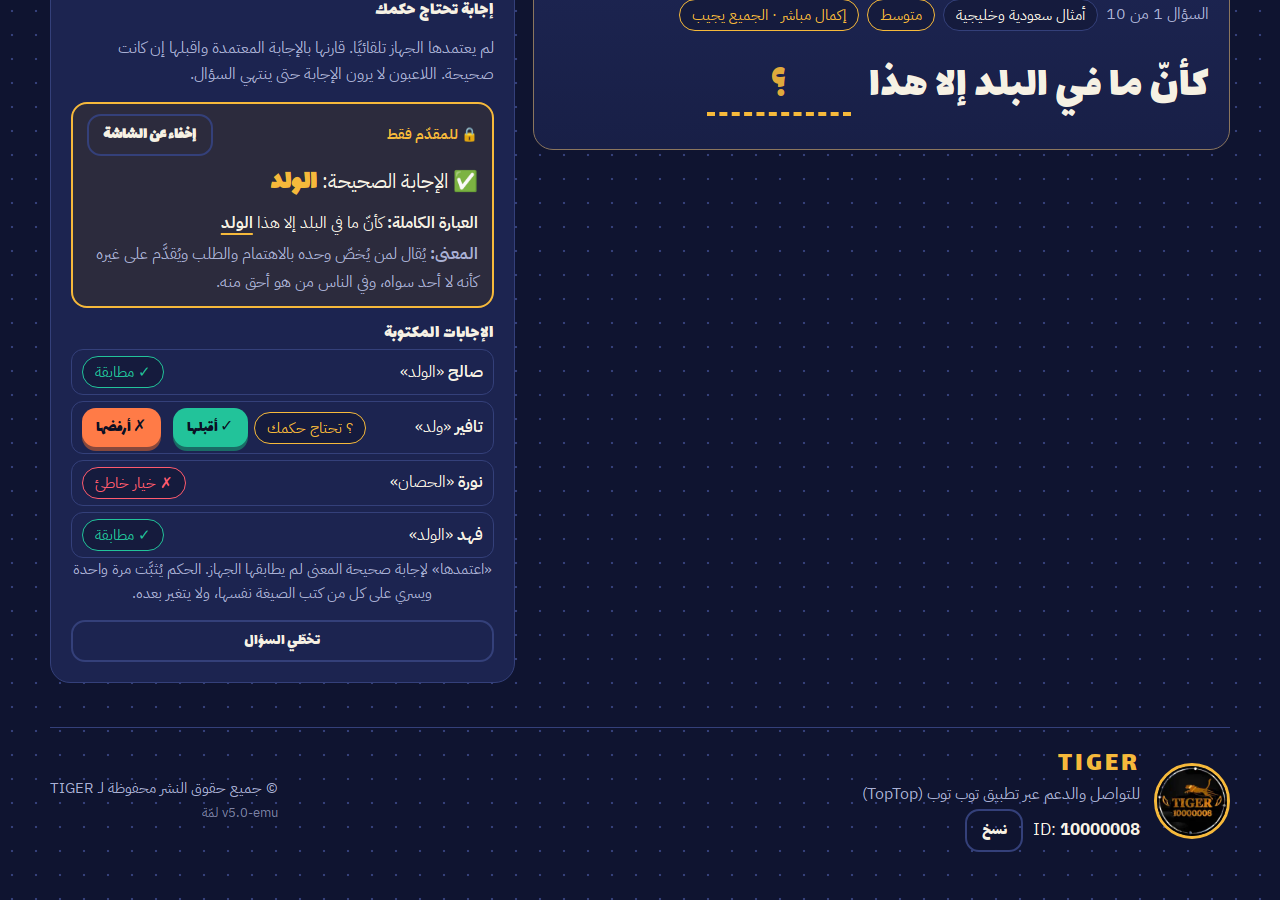 السؤال 1 من 10
أمثال سعودية وخليجية
متوسط
إكمال مباشر · الجميع يجيب
كأنّ ما في البلد إلا هذا ؟
إجابة تحتاج حكمك
لم يعتمدها الجهاز تلقائيًا. قارنها بالإجابة المعتمدة واقبلها إن كانت
صحيحة. اللاعبون لا يرون الإجابة حتى ينتهي السؤال.
🔒 للمقدّم فقط
إخفاء عن الشاشة
✅ الإجابة الصحيحة: الولد
العبارة الكاملة: كأنّ ما في البلد إلا هذا الولد
المعنى: يُقال لمن يُخصّ وحده بالاهتمام والطلب ويُقدَّم على غيره
كأنه لا أحد سواه، وفي الناس من هو أحق منه.
الإجابات المكتوبة
صالح «الولد» ✓ مطابقة
تافير «ولد» ؟ تحتاج حكمك ✓ أقبلها ✗ أرفضها
نورة «الحصان» ✗ خيار خاطئ
فهد «الولد» ✓ مطابقة
«اعتمدها» لإجابة صحيحة المعنى لم يطابقها الجهاز. الحكم يُثبَّت مرة واحدة
ويسري على كل من كتب الصيغة نفسها، ولا يتغير بعده.
تخطّي السؤال
TIGER
10000008
TIGER
للتواصل والدعم عبر تطبيق توب توب (TopTop)
ID: 10000008 نسخ
© جميع حقوق النشر محفوظة لـ TIGER
لمّة v5.0-emu